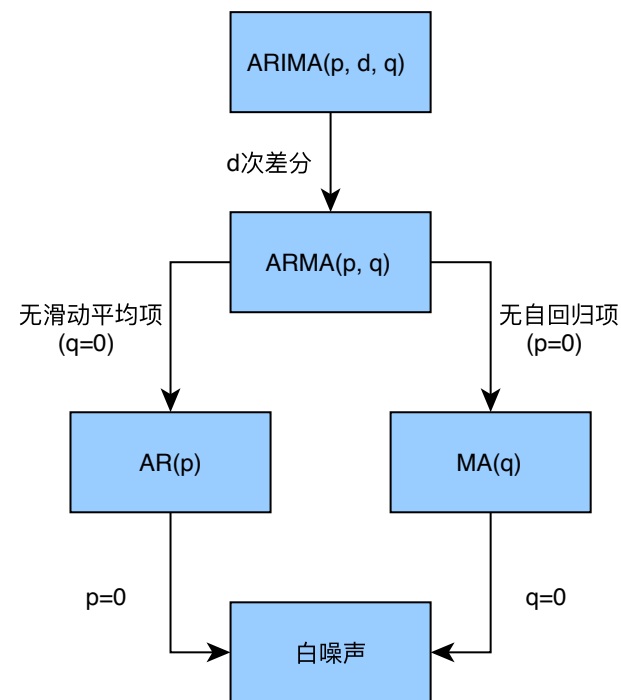 ARIMA(p, d, q)
d次差分
ARMA(p, q)
无滑动平均项
(q=0)
无自回归项
(p=0)
AR(p)
MA(q)
p=0
q=0
白噪声